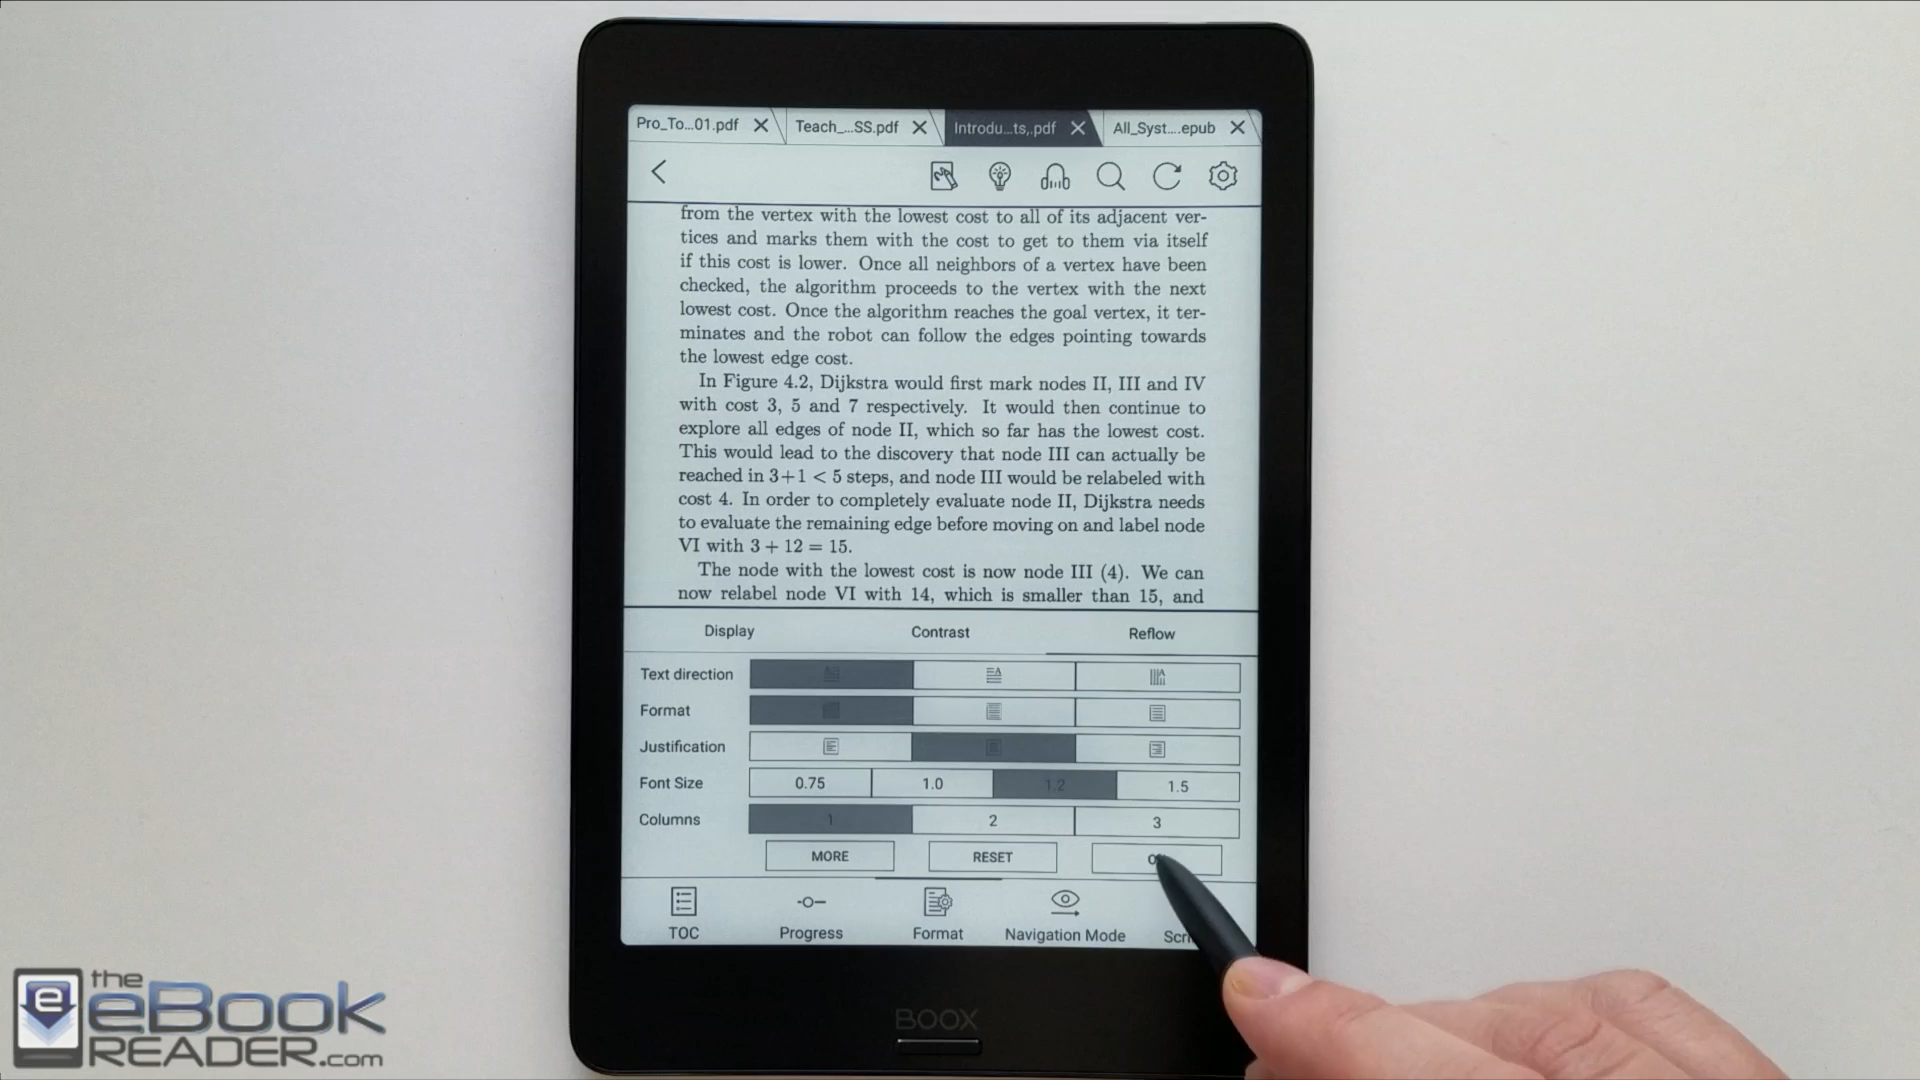 Pro_To...01.pdf
Teach_...SS.pdf
Introdu...ts,.pdf
All_Syst....epub
from the vertex with the lowest cost to all of its adjacent ver-
tices and marks them with the cost to get to them via itself
if this cost is lower. Once all neighbors of a vertex have been
checked, the algorithm proceeds to the vertex with the next
lowest cost. Once the algorithm reaches the goal vertex, it ter-
minates and the robot can follow the edges pointing towards
the lowest edge cost.
In Figure 4.2, Dijkstra would first mark nodes II, III and IV
with cost 3, 5 and 7 respectively. It would then continue to
explore all edges of node II, which so far has the lowest cost.
This would lead to the discovery that node III can actually be
reached in 3+1 < 5 steps, and node III would be relabeled with
cost 4. In order to completely evaluate node II, Dijkstra needs
to evaluate the remaining edge before moving on and label node
VI with 3 + 12 = 15.
The node with the lowest cost is now node III (4). We can
now relabel node VI with 14, which is smaller than 15, and
Display Contrast Reflow
Text direction
Format
Justification
Font Size 0.75 1.0 1.2 1.5
Columns 1 2 3
MORE RESET
TOC Progress Format Navigation Mode
BOOX
the
eBook
READER.com